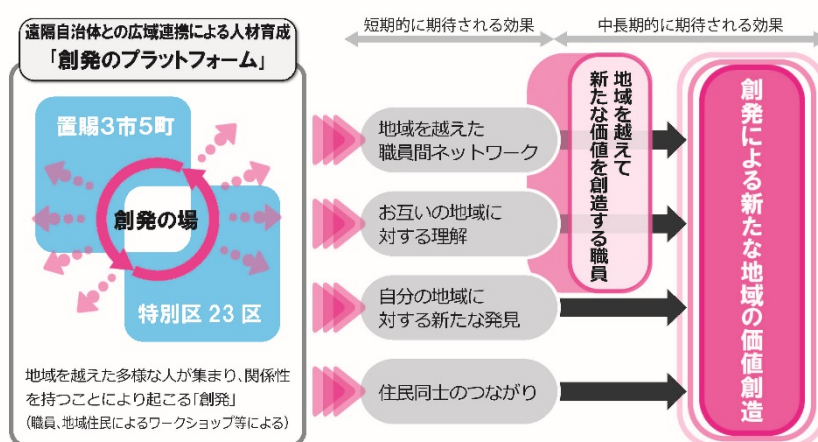 遠隔自治体との広域連携による人材育成
「創発のプラットフォーム」
置賜3市5町
創発の場
特別区 23 区
地域を越えた多様な人が集まり、関係性
を持つことにより起こる「創発」
(職員、地域住民によるワークショップ等による)
短期的に期待される効果
中長期的に期待される効果
地域を越えた
職員間ネットワーク
お互いの地域に
対する理解
自分の地域に
対する新たな発見
住民同士のつながり
地域を越えて
新たな価値を創造する職員
創発による新たな地域の価値創造